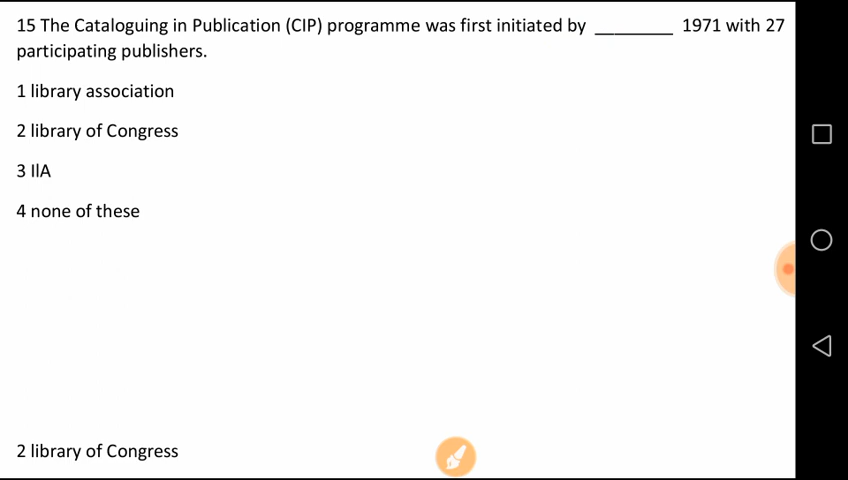 15 The Cataloguing in Publication (CIP) programme was first initiated by ________ 1971 with 27
participating publishers.
1 library association
2 library of Congress
3 IlA
4 none of these
2 library of Congress